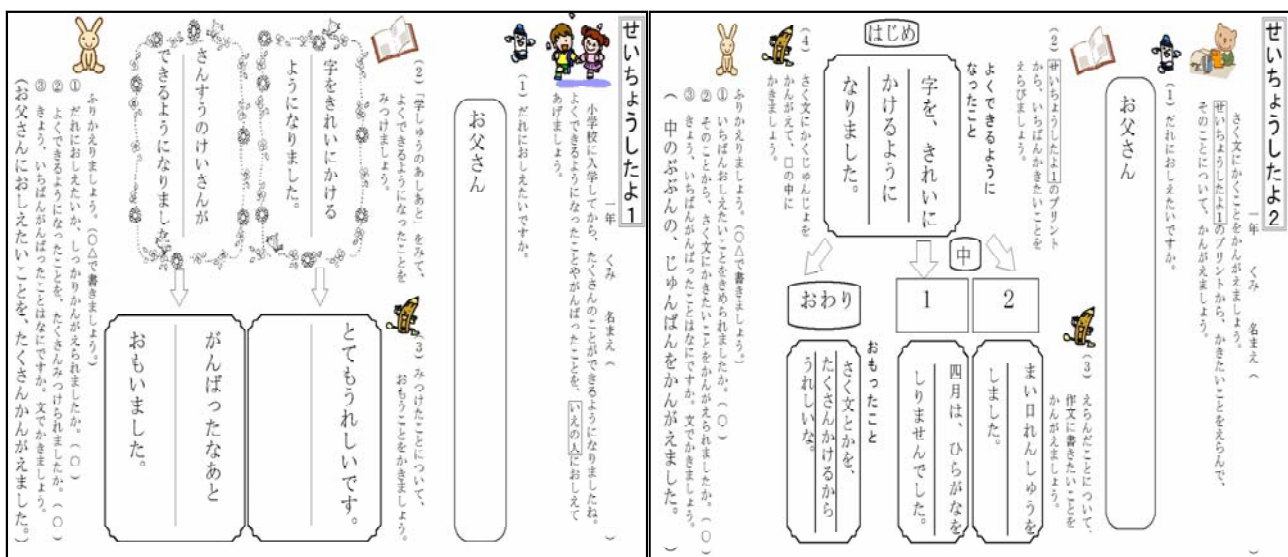 せいちょうしたよ1
一年　くみ　名まえ（　　）
小学校に入学してから、たくさんのことができるようになりましたね。
よくできるようになったことやがんばったことを、いえの人におしえて
あげましょう。
（1）だれにおしえたいですか。
お父さん
（2）「学しゅうのあしあと」をみて、
よくできるようになったことを
みつけましょう。
字をきれいにかける
ようになりました。
さんすうのけいさんが
できるようになりました
（3）みつけたことについて、
おもうことをかきましょう。
とてもうれしいです。
がんばったなあと
おもいました。
ふりかえりましょう。（○△で書きましょう。）
① だれにおしえたいか、しっかりかんがえられましたか。（○）
② よくできるようになったことを、たくさんみつけられましたか。（○）
③ きょう、いちばんがんばったことはなにですか。文でかきましょう。
（お父さんにおしえたいことを、たくさんかんがえました。）
せいちょうしたよ2
一年　くみ　名まえ（　　）
さく文にかくことをかんがえましょう。
せいちょうしたよ1のプリントから、かきたいことをえらんで、
そのことについて、かんがえましょう。
（1）だれにおしえたいですか。
お父さん
（2）せいちょうしたよ1のプリント
から、いちばんかきたいことを
えらびましょう。
よくできるように
なったこと
はじめ
字を、きれいに
かけるように
なりました。
（3）えらんだことについて、
作文に書きたいことを
かんがえましょう。
中
2
まい日れんしゅうを
しました。
1
四月は、ひらがなを
しりませんでした。
おわり
おもったこと
さく文とかを、
たくさんかけるから
うれしいな。
（4）さく文にかくじゅんじょを
かんがえて、□の中に
かきましょう。
ふりかえりましょう。（○△で書きましょう。）
① いちばんおしえたいことをきめられましたか。（○）
② そのことから、さく文にかきたいことをかんがえられましたか。（○）
③ きょう、いちばんがんばったことはなにですか。文でかきましょう。
（中のぶぶんの、じゅんばんをかんがえました。）